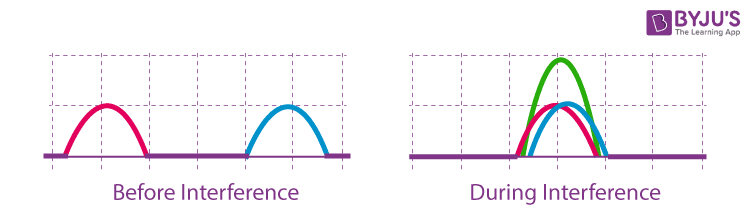 BYJU'S
The Learning App
Before Interference
During Interference